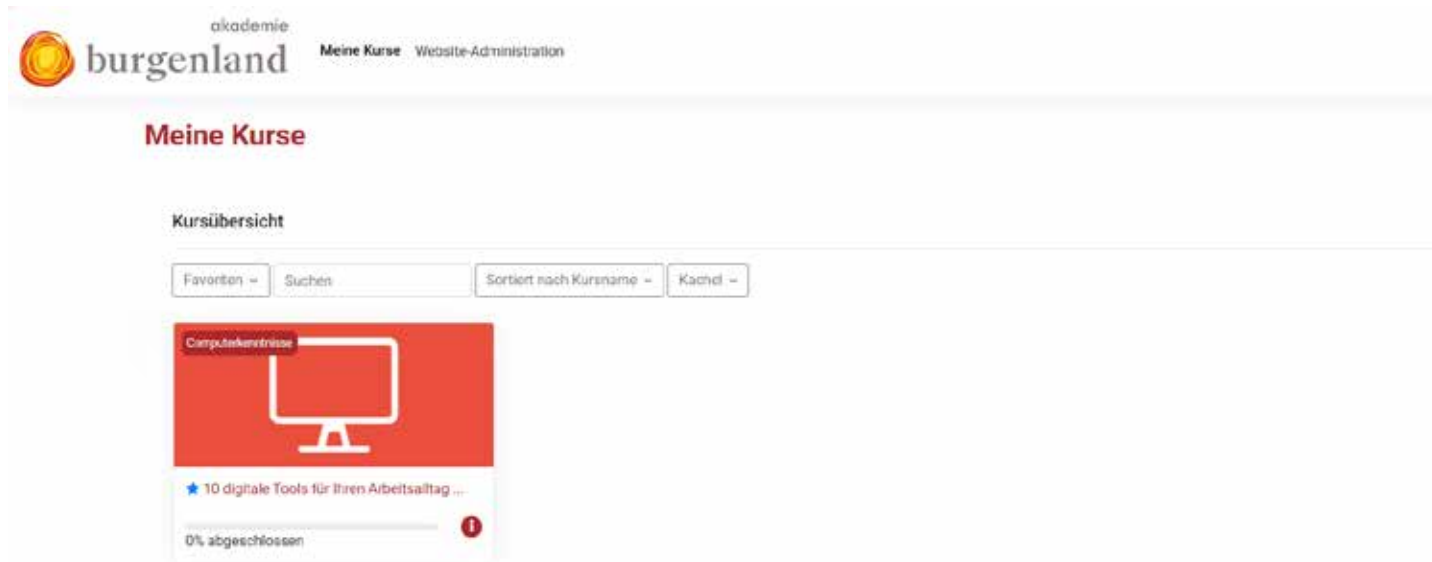 akademie
burgenland
Meine Kurse Website-Administration
Meine Kurse
Kursübersicht
Favoriten Suchen Sortiert nach Kursname Kachel
Computerkenntnisse
10 digitale Tools für Ihren Arbeitsalltag ...
0% abgeschlossen